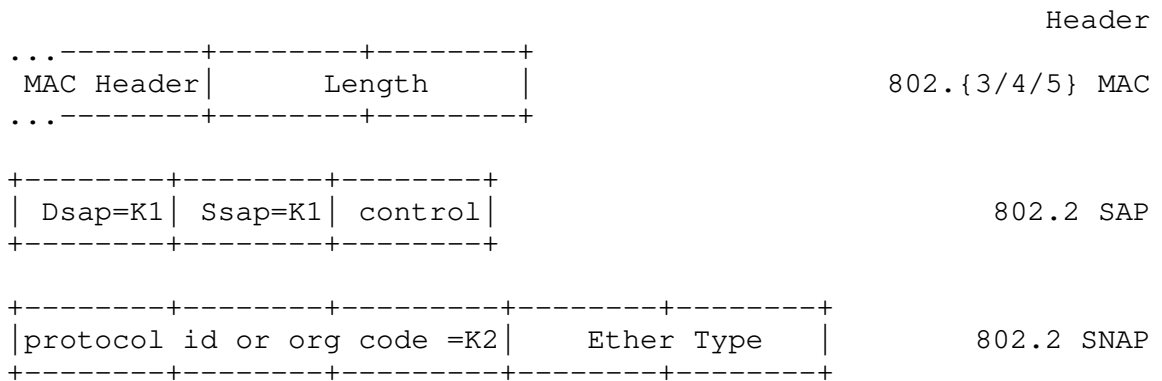 Header
...--------+--------+--------+
MAC Header|      Length      |                      802.{3/4/5} MAC
...--------+--------+--------+
+--------+--------+--------+
| Dsap=K1| Ssap=K1| control|                            802.2 SAP
+--------+--------+--------+
+--------+--------+---------+--------+--------+
|protocol id or org code =K2|    Ether Type   |        802.2 SNAP
+--------+--------+---------+--------+--------+